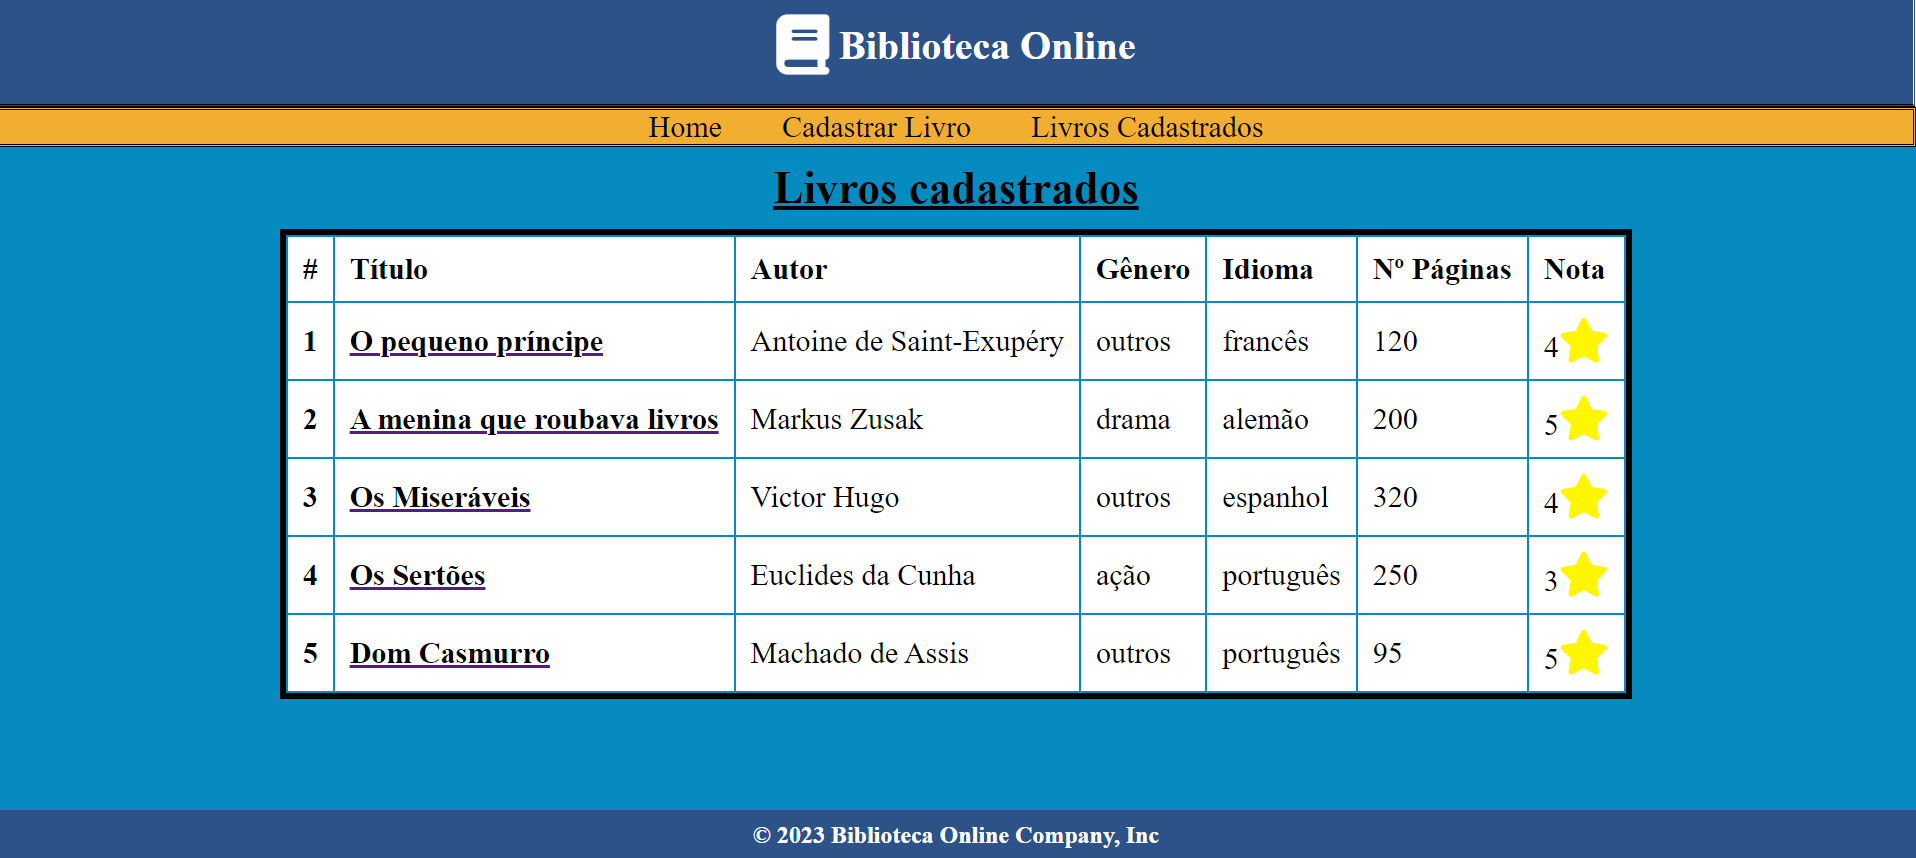 Biblioteca Online
Home Cadastrar Livro Livros Cadastrados
Livros cadastrados
# Título Autor Gênero Idioma Nº Páginas Nota
1 O pequeno príncipe Antoine de Saint-Exupéry outros francês 120 4
2 A menina que roubava livros Markus Zusak drama alemão 200 5
3 Os Miseráveis Victor Hugo outros espanhol 320 4
4 Os Sertões Euclides da Cunha ação português 250 3
5 Dom Casmurro Machado de Assis outros português 95 5
© 2023 Biblioteca Online Company, Inc